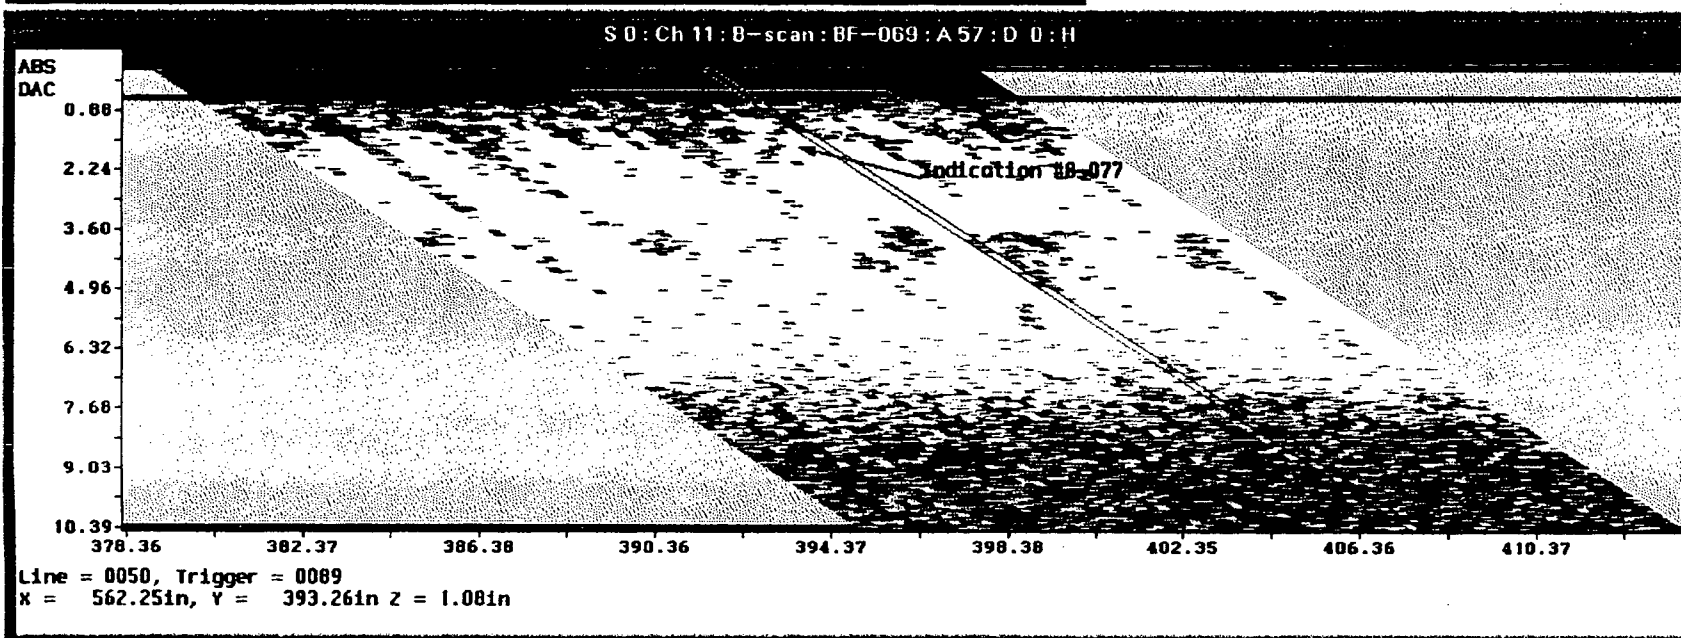 S 0 : Ch 11 : B-scan : BF-069 : A 57 : D 0 : H
ABS
DAC
0.88
2.24
Indication #8-077
3.60
4.96
6.32
7.68
9.03
10.39
378.36 382.37 386.38 390.36 394.37 398.38 402.35 406.36 410.37
Line = 0050, Trigger = 0089
X = 562.25in, Y = 393.26in Z = 1.08in